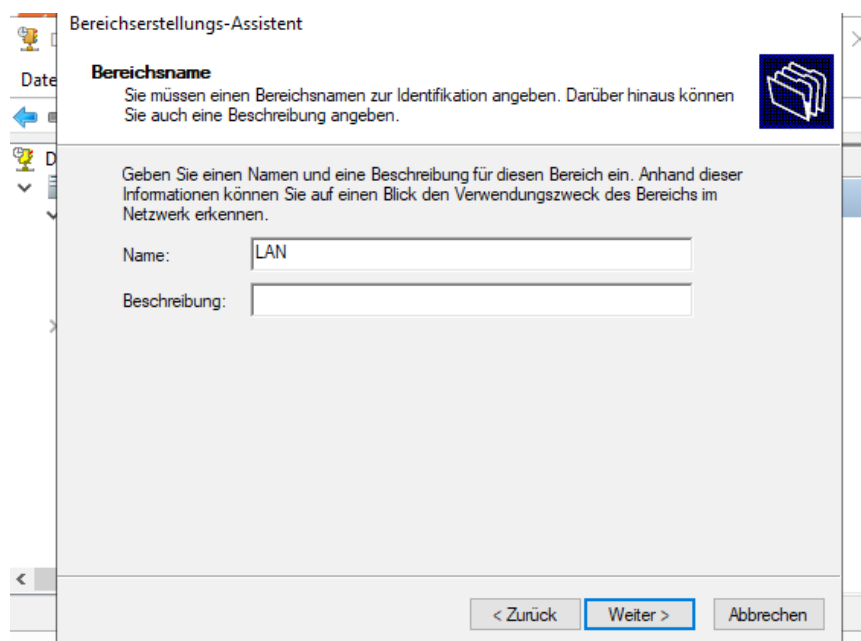 Bereichserstellungs-Assistent
Date
Bereichsname
Sie müssen einen Bereichsnamen zur Identifikation angeben. Darüber hinaus können
Sie auch eine Beschreibung angeben.
D
Geben Sie einen Namen und eine Beschreibung für diesen Bereich ein. Anhand dieser
Informationen können Sie auf einen Blick den Verwendungszweck des Bereichs im
Netzwerk erkennen.
Name: LAN
Beschreibung:
< Zurück Weiter > Abbrechen